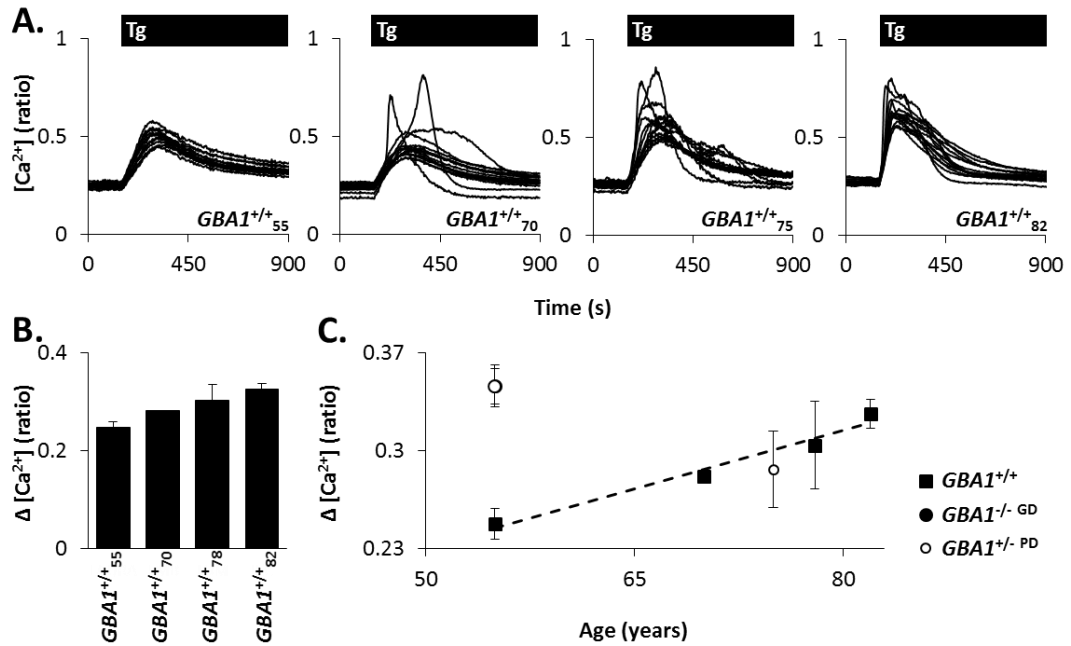 A.
Tg Tg Tg Tg
[Ca²⁺] (ratio)
1 1 1 1
0.5 0.5 0.5 0.5
0 0 0 0
GBA1+/+55 GBA1+/+70 GBA1+/+75 GBA1+/+82
0 450 900 0 450 900 0 450 900 0 450 900
Time (s)
B.
Δ [Ca²⁺] (ratio)
0.4
0.2
0
GBA1+/+55 GBA1+/+70 GBA1+/+78 GBA1+/+82
C.
Δ [Ca²⁺] (ratio)
0.37
0.3
0.23
50 65 80
Age (years)
GBA1+/+
GBA1-/- GD
GBA1+/- PD